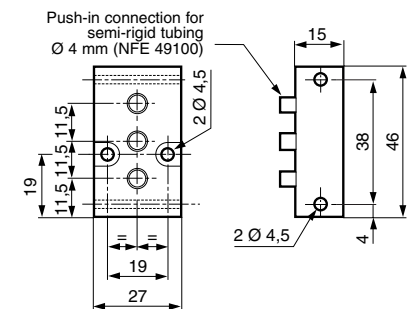 Push-in connection for
semi-rigid tubing
Ø 4 mm (NFE 49100)
15
2 Ø 4,5
11,5
11,5
11,5
19
38
46
= =
19
27
2 Ø 4,5
4